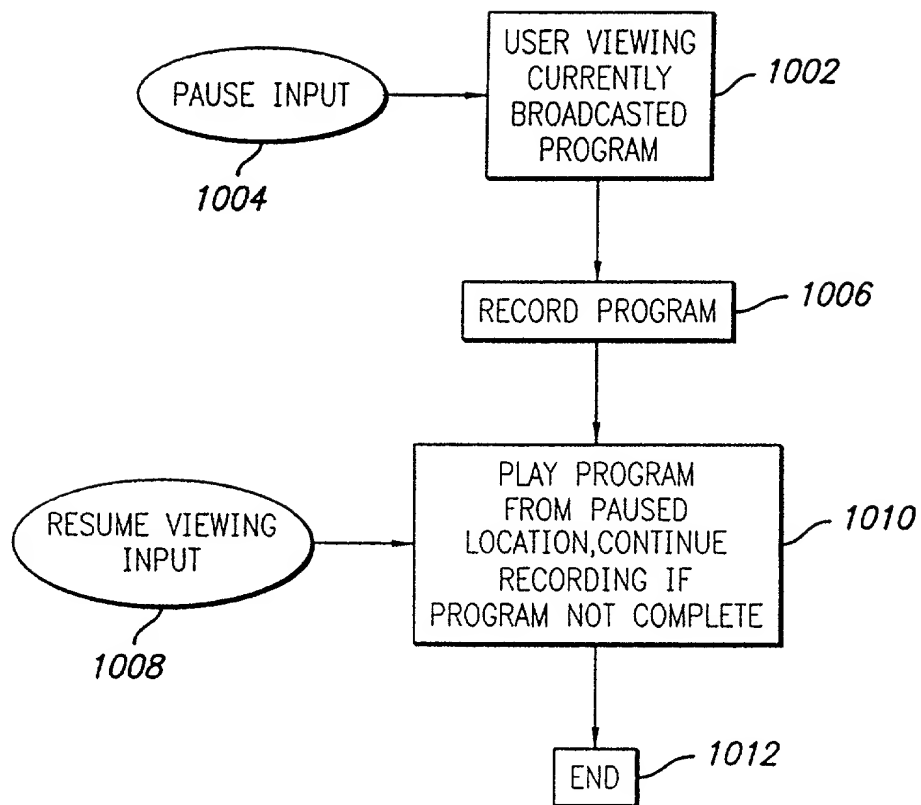 USER VIEWING
CURRENTLY
BROADCASTED
PROGRAM
1002
PAUSE INPUT
1004
RECORD PROGRAM
1006
PLAY PROGRAM
FROM PAUSED
LOCATION,CONTINUE
RECORDING IF
PROGRAM NOT COMPLETE
1010
RESUME VIEWING
INPUT
1008
END
1012